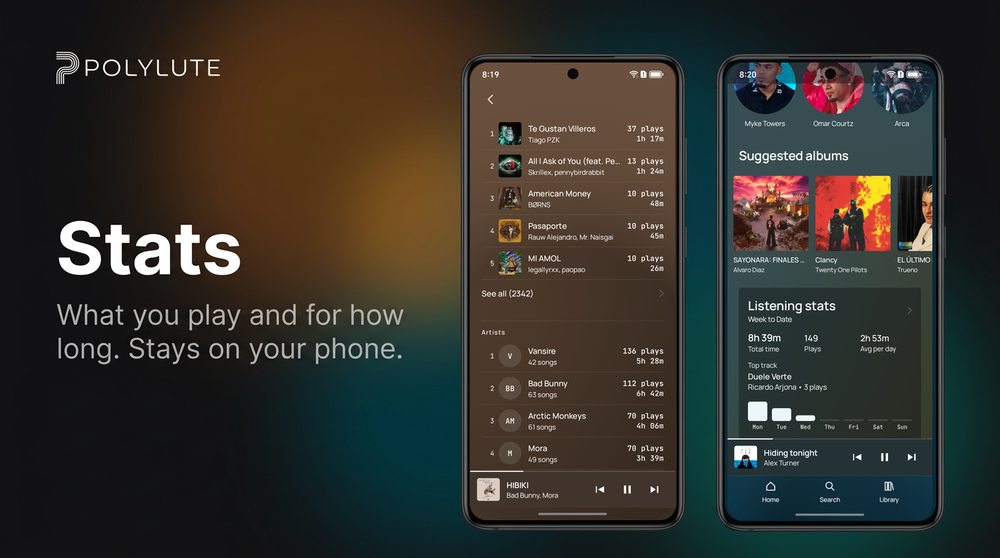 POLYLUTE
Stats
What you play and for how
long. Stays on your phone.
8:19
1
Te Gustan Villeros
Tiago PZK
37 plays
1h 17m
2
All I Ask of You (feat. Pe...
Skrillex, pennybirdrabbit
13 plays
1h 24m
3
American Money
BØRNS
10 plays
48m
4
Pasaporte
Rauw Alejandro, Mr. Naisgai
10 plays
45m
5
MI AMOL
legallyrxx, paopao
10 plays
26m
See all (2342)
Artists
1
V
Vansire
42 songs
136 plays
5h 28m
2
BB
Bad Bunny
63 songs
112 plays
6h 42m
3
AM
Arctic Monkeys
61 songs
70 plays
4h 06m
4
M
Mora
49 songs
70 plays
3h 39m
HIBIKI
Bad Bunny, Mora
8:20
Myke Towers
Omar Courtz
Arca
Suggested albums
SAYONARA: FINALES ...
Alvaro Diaz
Clancy
Twenty One Pilots
EL ÚLTIMO
Trueno
Listening stats
Week to Date
8h 39m
Total time
149
Plays
2h 53m
Avg per day
Top track
Duele Verte
Ricardo Arjona • 3 plays
Mon Tue Wed Thu Fri Sat Sun
Hiding tonight
Alex Turner
Home
Search
Library